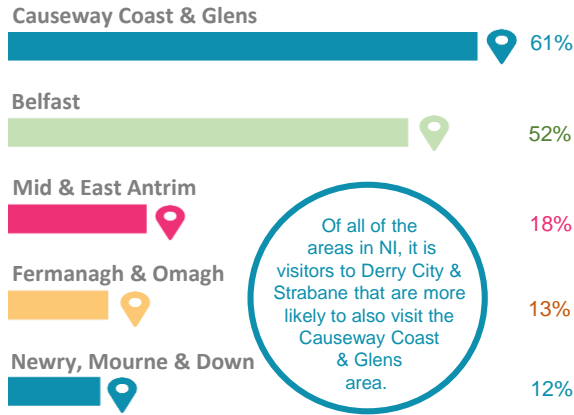 Causeway Coast & Glens
61%
Belfast
52%
Mid & East Antrim
18%
Of all of the
areas in NI, it is
visitors to Derry City &
Strabane that are more
likely to also visit the
Causeway Coast
& Glens
area.
Fermanagh & Omagh
13%
Newry, Mourne & Down
12%